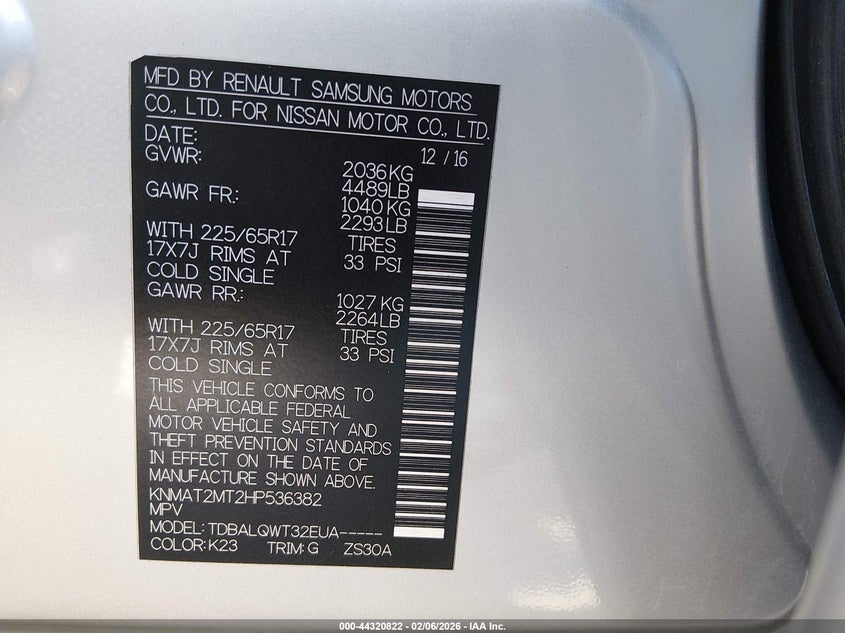 MFD BY RENAULT SAMSUNG MOTORS
CO., LTD. FOR NISSAN MOTOR CO., LTD.
DATE: 12 / 16
GVWR: 2036 KG
4489LB
GAWR FR.: 1040 KG
2293 LB
WITH 225/65R17 TIRES
17X7J RIMS AT 33 PSI
COLD SINGLE
GAWR RR.: 1027 KG
2264LB
WITH 225/65R17 TIRES
17X7J RIMS AT 33 PSI
COLD SINGLE
THIS VEHICLE CONFORMS TO
ALL APPLICABLE FEDERAL
MOTOR VEHICLE SAFETY AND
THEFT PREVENTION STANDARDS
IN EFFECT ON THE DATE OF
MANUFACTURE SHOWN ABOVE.
KNMAT2MT2HP536382
MPV
MODEL: TDBALQWT32EUA-----
COLOR: K23 TRIM: G ZS30A
000-44320822 - 02/06/2026 - IAA Inc.